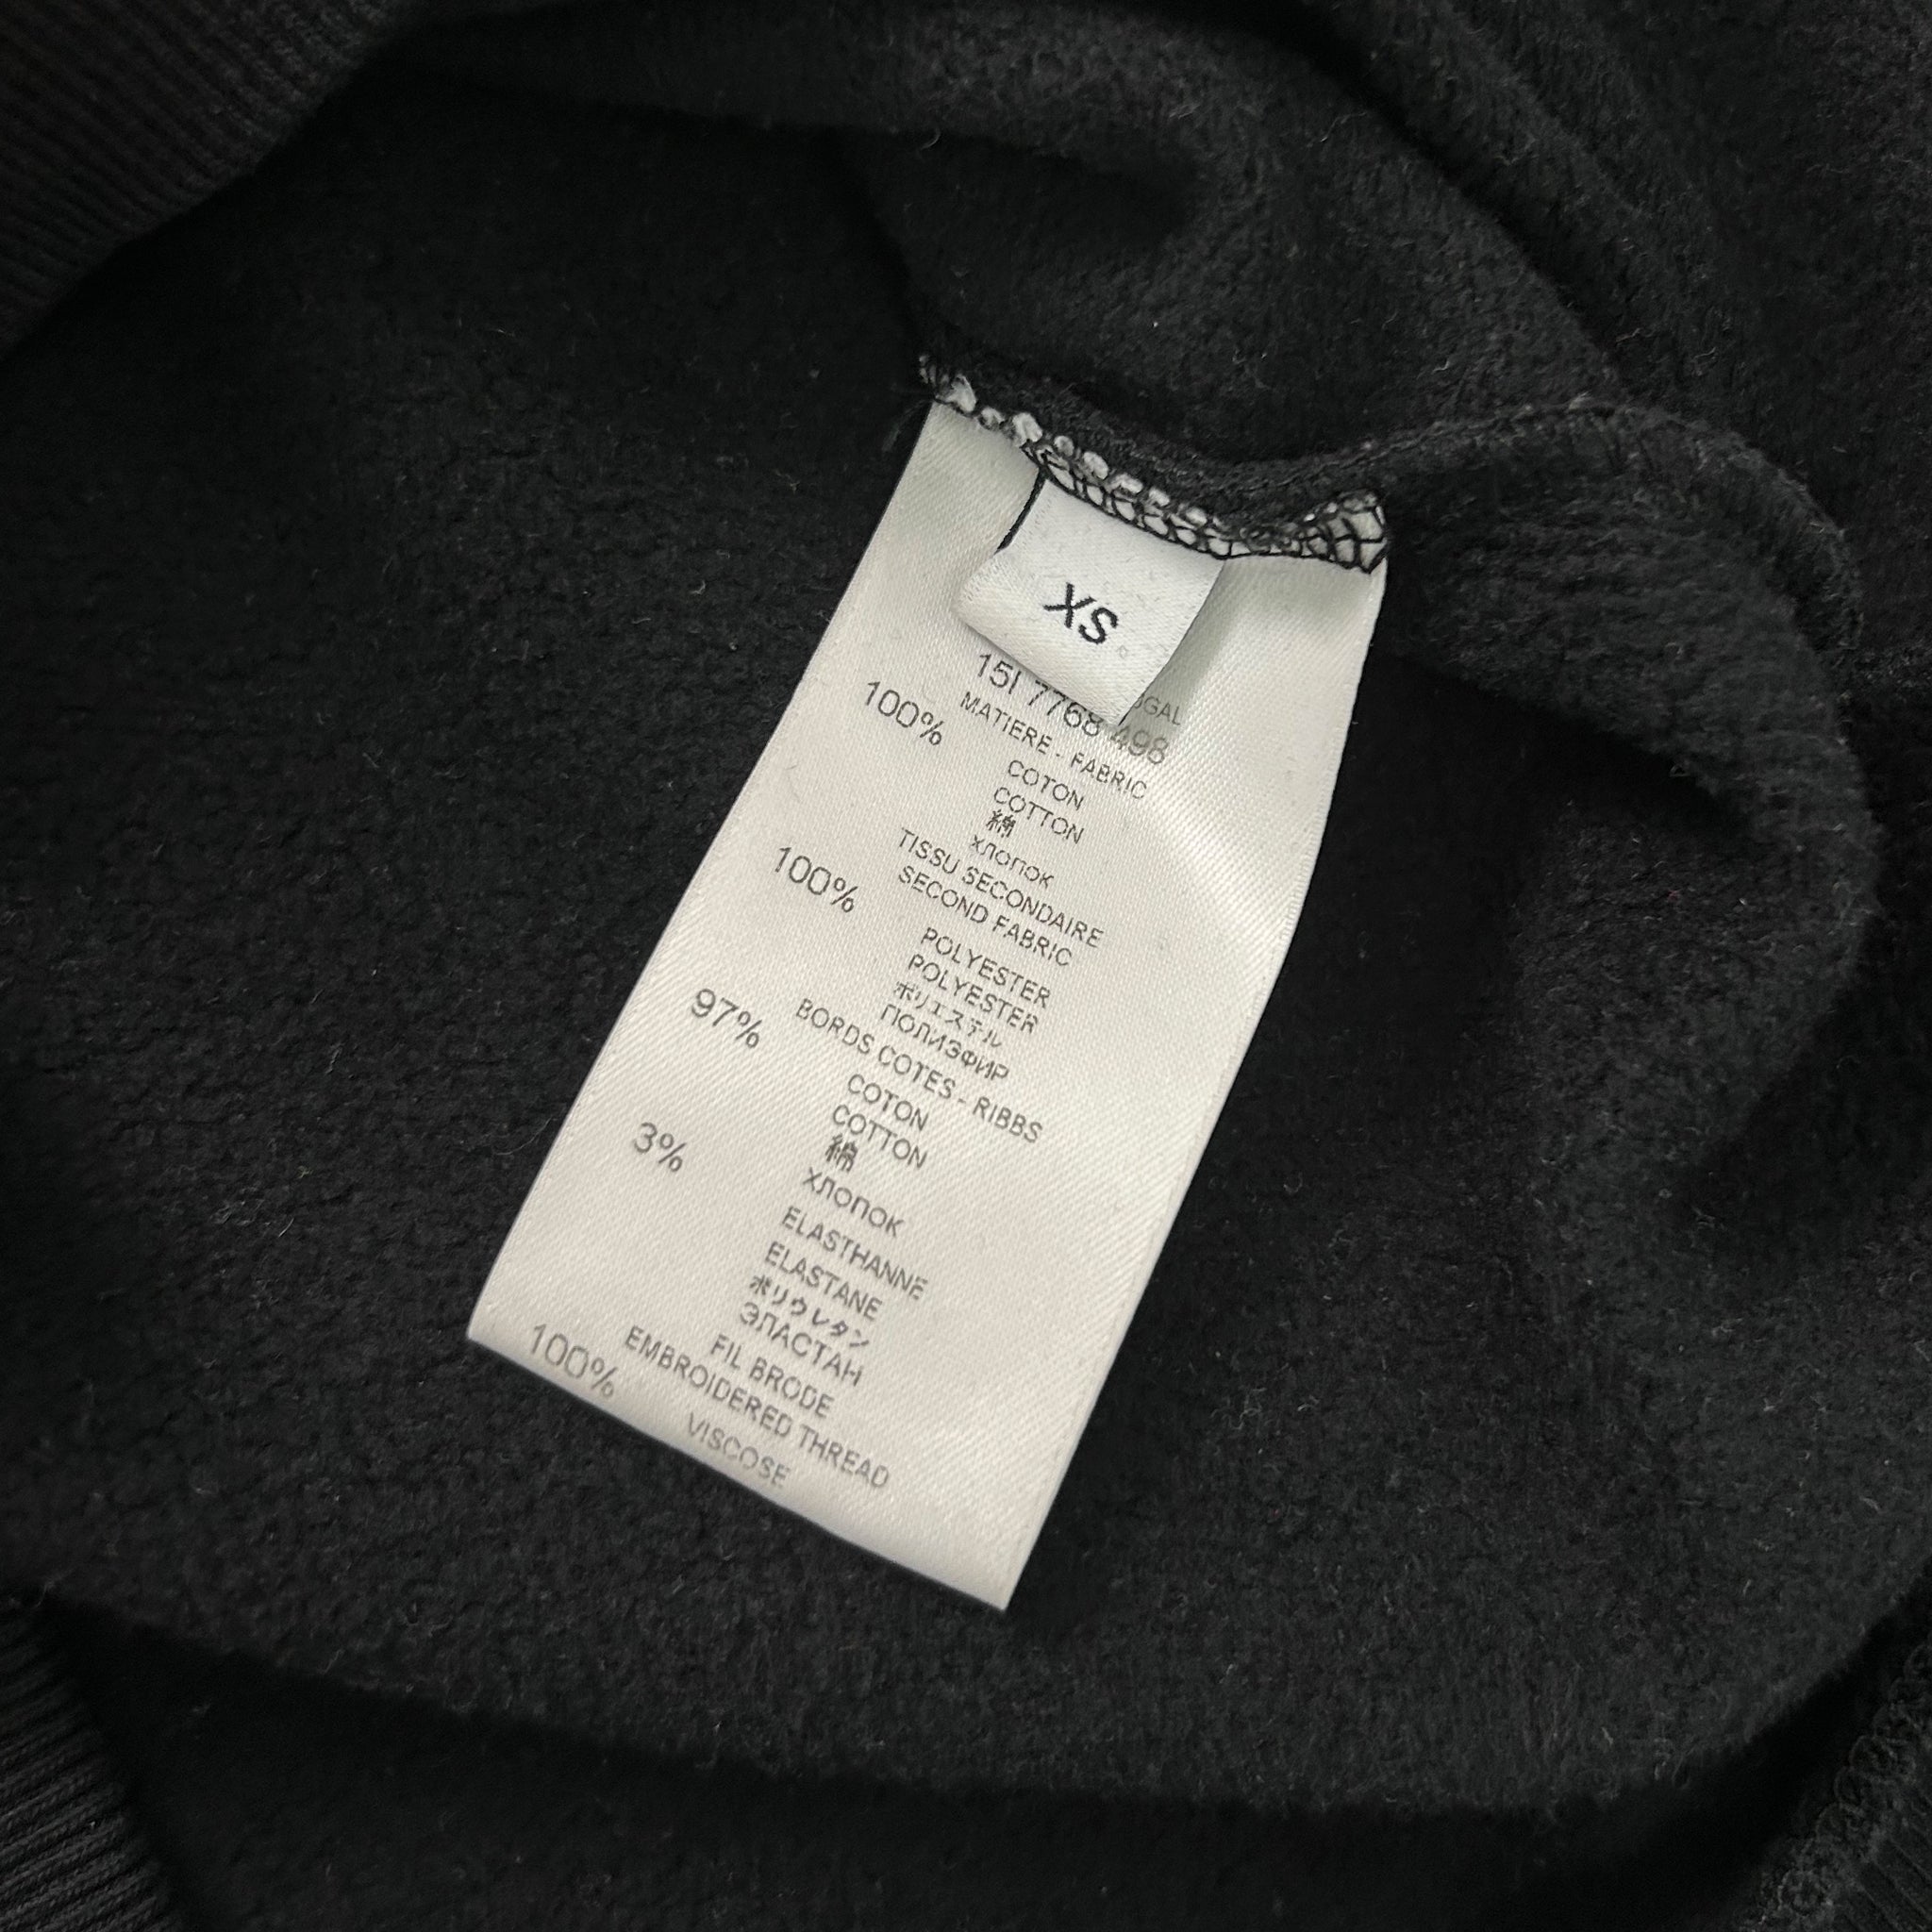 XS
15I 7768 498
MATIERE - FABRIC
100%
COTON
COTTON
綿
ХЛОПОК
TISSU SECONDAIRE
SECOND FABRIC
100%
POLYESTER
POLYESTER
ポリエステル
ПОЛИЭФИР
BORDS COTES - RIBBS
97%
COTON
COTTON
綿
ХЛОПОК
3%
ELASTHANNE
ELASTANE
ポリウレタン
ЭЛАСТАН
FIL BRODE
EMBROIDERED THREAD
100%
VISCOSE